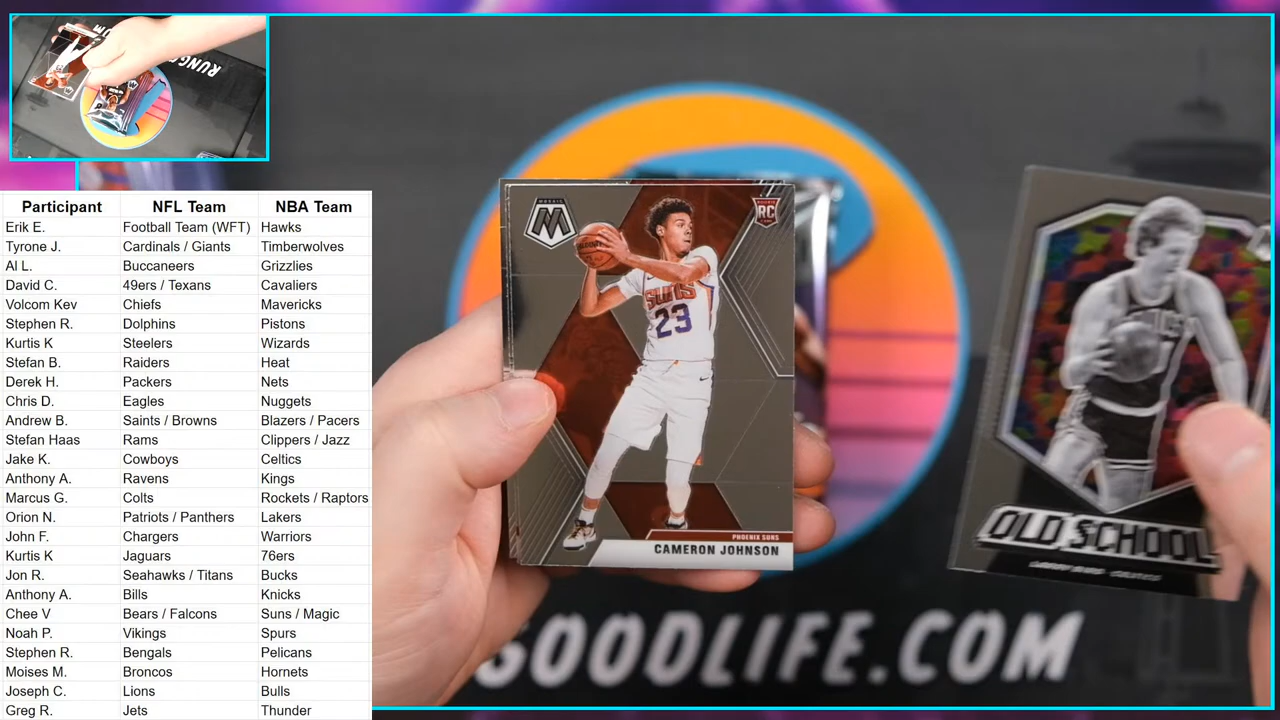 Participant NFL Team NBA Team
Erik E. Football Team (WFT) Hawks
Tyrone J. Cardinals / Giants Timberwolves
Al L. Buccaneers Grizzlies
David C. 49ers / Texans Cavaliers
Volcom Kev Chiefs Mavericks
Stephen R. Dolphins Pistons
Kurtis K Steelers Wizards
Stefan B. Raiders Heat
Derek H. Packers Nets
Chris D. Eagles Nuggets
Andrew B. Saints / Browns Blazers / Pacers
Stefan Haas Rams Clippers / Jazz
Jake K. Cowboys Celtics
Anthony A. Ravens Kings
Marcus G. Colts Rockets / Raptors
Orion N. Patriots / Panthers Lakers
John F. Chargers Warriors
Kurtis K Jaguars 76ers
Jon R. Seahawks / Titans Bucks
Anthony A. Bills Knicks
Chee V Bears / Falcons Suns / Magic
Noah P. Vikings Spurs
Stephen R. Bengals Pelicans
Moises M. Broncos Hornets
Joseph C. Lions Bulls
Greg R. Jets Thunder
MOSAIC
M
RC
SUNS
23
PHOENIX SUNS
CAMERON JOHNSON
OLD SCHOOL
LARRY BIRD CELTICS
GOODLIFE.COM